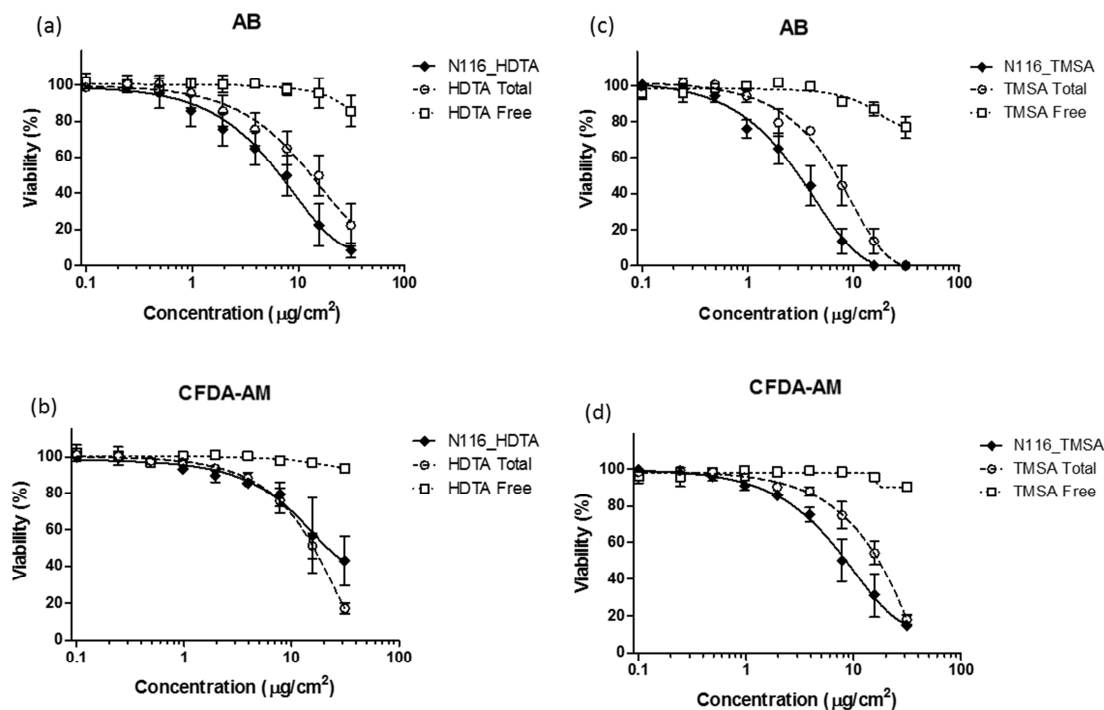 (a)
AB
N116_HDTA
HDTA Total
HDTA Free
Viability (%)
100
80
60
40
20
0
0.1
1
10
100
Concentration (μg/cm²)
(c)
AB
N116_TMSA
TMSA Total
TMSA Free
Viability (%)
100
80
60
40
20
0
0.1
1
10
100
Concentration (μg/cm²)
(b)
CFDA-AM
N116_HDTA
HDTA Total
HDTA Free
Viability (%)
100
80
60
40
20
0
0.1
1
10
100
Concentration (μg/cm²)
(d)
CFDA-AM
N116_TMSA
TMSA Total
TMSA Free
Viability (%)
100
80
60
40
20
0
0.1
1
10
100
Concentration (μg/cm²)